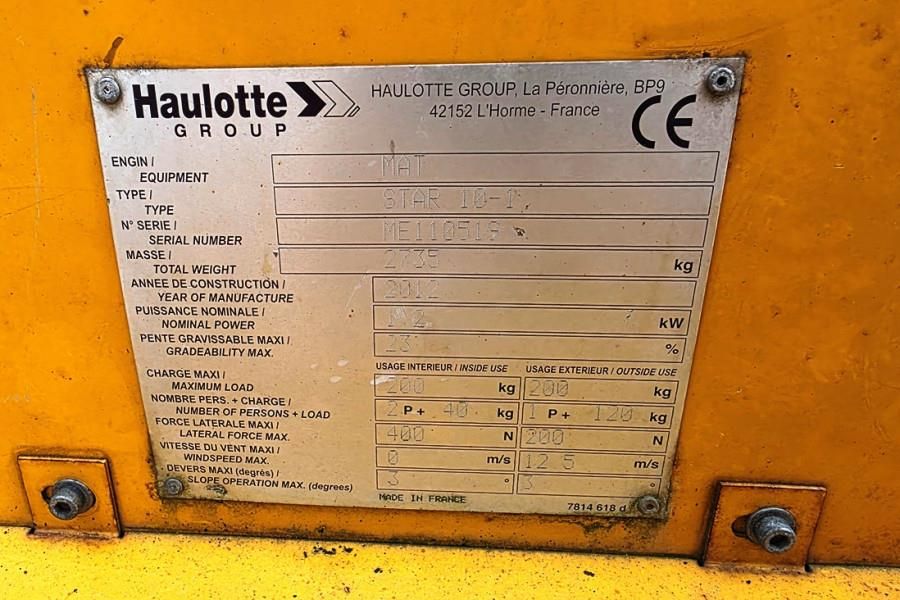 Haulotte
GROUP
HAULOTTE GROUP, La Péronnière, BP9
42152 L'Horme - France
CE
ENGIN / MAT
EQUIPMENT
TYPE / STAR 10-1
TYPE
N° SERIE / ME110519
SERIAL NUMBER
MASSE / 2735 kg
TOTAL WEIGHT
ANNEE DE CONSTRUCTION / 2012
YEAR OF MANUFACTURE
PUISSANCE NOMINALE / kW
NOMINAL POWER
PENTE GRAVISSABLE MAXI / 23 %
GRADEABILITY MAX.
USAGE INTERIEUR / INSIDE USE USAGE EXTERIEUR / OUTSIDE USE
CHARGE MAXI / 200 kg 200 kg
MAXIMUM LOAD
NOMBRE PERS. + CHARGE / 2 P + 40 kg 1 P + 120 kg
NUMBER OF PERSONS + LOAD
FORCE LATERALE MAXI / 400 N 200 N
LATERAL FORCE MAX.
VITESSE DU VENT MAXI / 0 m/s 12 5 m/s
WINDSPEED MAX.
DEVERS MAXI (degrés) / 3 ° 3 °
SLOPE OPERATION MAX. (degrees)
MADE IN FRANCE 7814 618 d